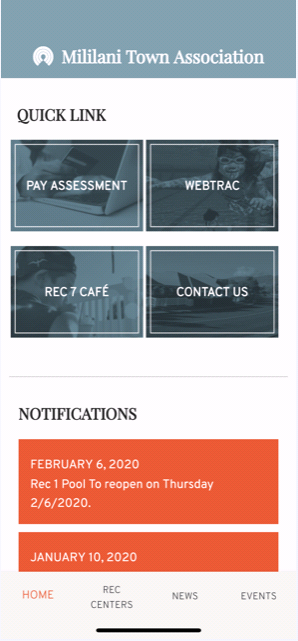 Mililani Town Association
QUICK LINK
PAY ASSESSMENT
WEBTRAC
REC 7 CAFÉ
CONTACT US
NOTIFICATIONS
FEBRUARY 6, 2020
Rec 1 Pool To reopen on Thursday
2/6/2020.
JANUARY 10, 2020
HOME
REC
CENTERS
NEWS
EVENTS